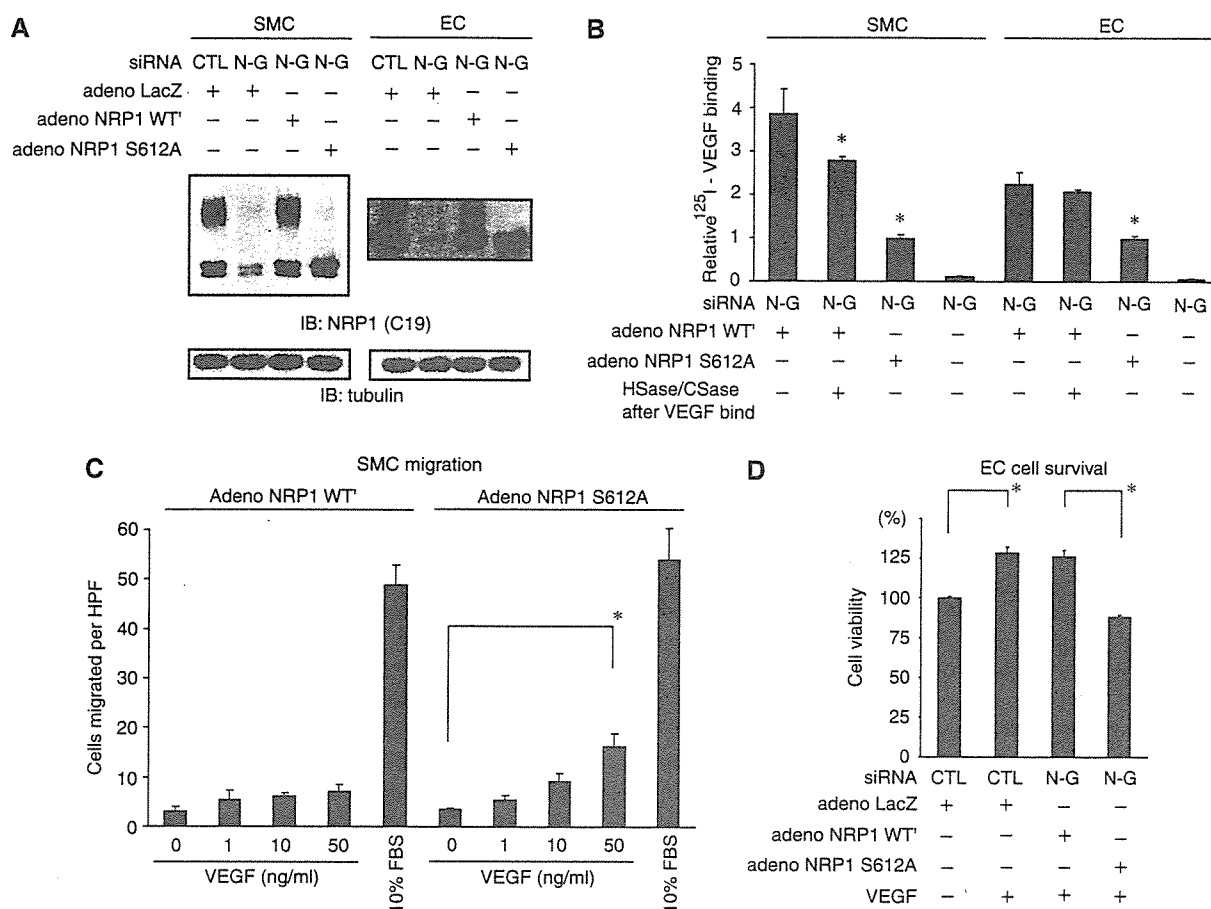 A
SMC EC
siRNA CTL N-G N-G N-G CTL N-G N-G N-G
adeno LacZ + + − − + + − −
adeno NRP1 WT' − − + − − − + −
adeno NRP1 S612A − − − + − − − +
IB: NRP1 (C19)
IB: tubulin
B
SMC EC
Relative 125I - VEGF binding
5
4
3
2
1
0
* * *
siRNA N-G N-G N-G N-G N-G N-G N-G N-G
adeno NRP1 WT' + + − − + + − −
adeno NRP1 S612A − − + − − − + −
HSase/CSase
after VEGF bind − + − − − + − −
C
SMC migration
Adeno NRP1 WT' Adeno NRP1 S612A
Cells migrated per HPF
60
50
40
30
20
10
0
*
0 1 10 50 10% FBS 0 1 10 50 10% FBS
VEGF (ng/ml) VEGF (ng/ml)
D
EC cell survival
* *
(%)
Cell viability
125
100
75
25
0
siRNA CTL CTL N-G N-G
adeno LacZ + + − −
adeno NRP1 WT' − − + −
adeno NRP1 S612A − − − +
VEGF − + + +